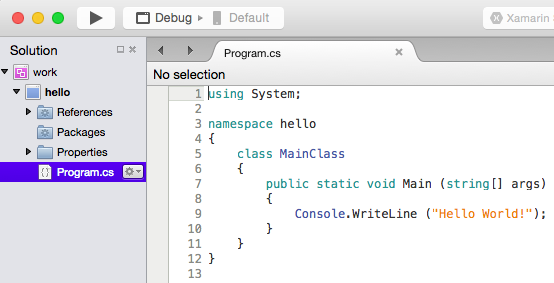 Debug
Default
Xamarin S
Solution
work
hello
References
Packages
Properties
Program.cs
Program.cs
No selection
1 using System;
2
3 namespace hello
4 {
5 class MainClass
6 {
7 public static void Main (string[] args)
8 {
9 Console.WriteLine ("Hello World!");
10 }
11 }
12 }
13